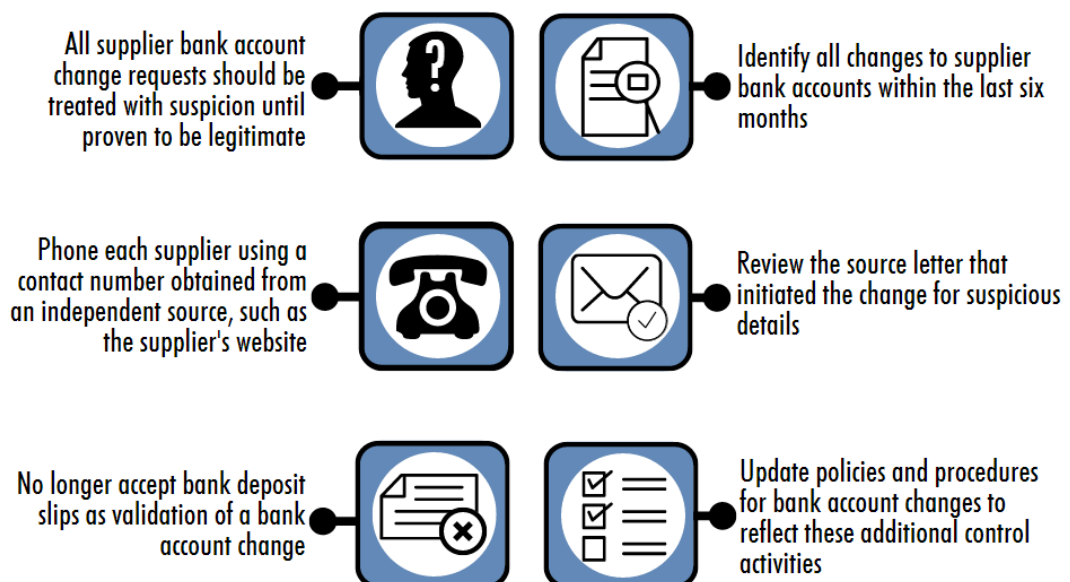 All supplier bank account
change requests should be
treated with suspicion until
proven to be legitimate
?
Identify all changes to supplier
bank accounts within the last six
months
Phone each supplier using a
contact number obtained from
an independent source, such as
the supplier's website
Review the source letter that
initiated the change for suspicious
details
No longer accept bank deposit
slips as validation of a bank
account change
Update policies and procedures
for bank account changes to
reflect these additional control
activities